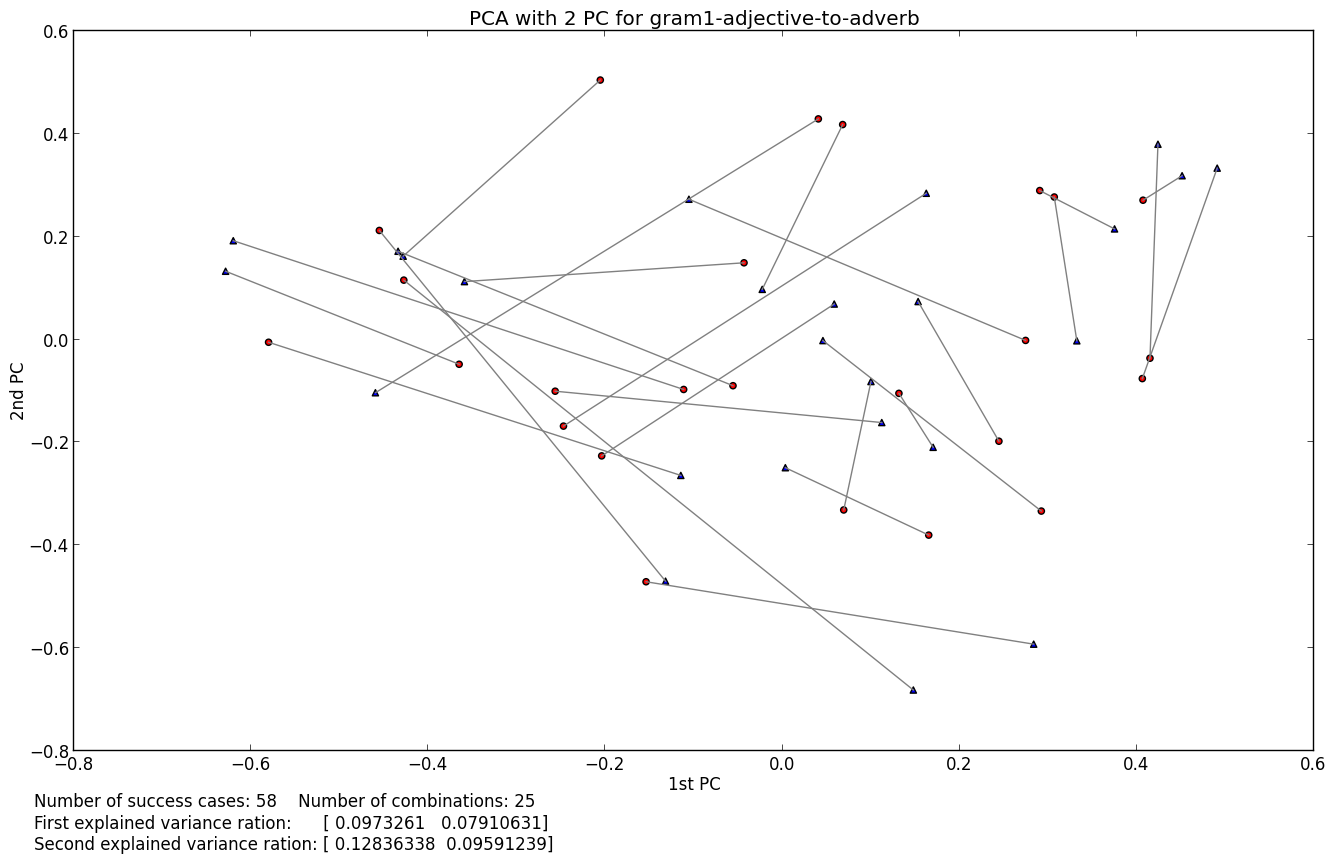 PCA with 2 PC for gram1-adjective-to-adverb
0.6
0.4
0.2
0.0
−0.2
−0.4
−0.6
−0.8
2nd PC
−0.8 −0.6 −0.4 −0.2 0.0 0.2 0.4 0.6
1st PC
Number of success cases: 58    Number of combinations: 25
First explained variance ration:      [ 0.0973261   0.07910631]
Second explained variance ration: [ 0.12836338  0.09591239]